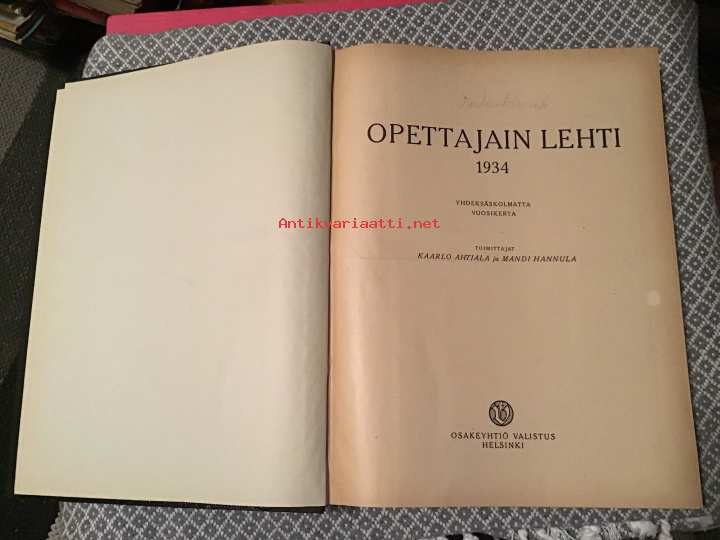 OPETTAJAIN LEHTI
1934
YHDEKSÄSKOLMATTA
VUOSIKERTA
Antikvariaatti.net
TOIMITTAJAT
KAARLO AHTIALA ja MANDI HANNULA
OSAKEYHTIÖ VALISTUS
HELSINKI